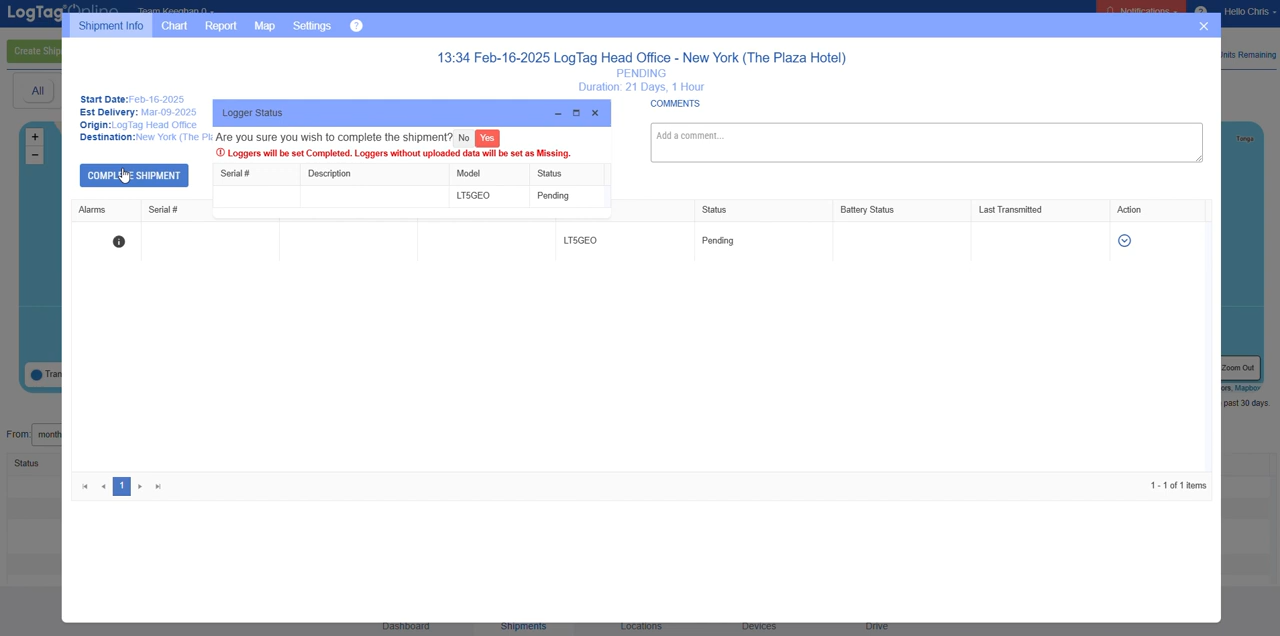 LogTag Online
Team Keeghan 0
Notifications
Hello Chris
Shipment Info
Chart
Report
Map
Settings
?
Create Ship
Units Remaining
All
13:34 Feb-16-2025 LogTag Head Office - New York (The Plaza Hotel)
PENDING
Duration: 21 Days, 1 Hour
Start Date:Feb-16-2025
Est Delivery: Mar-09-2025
Origin:LogTag Head Office
Destination:New York (The Pla
COMMENTS
Add a comment...
Logger Status
Are you sure you wish to complete the shipment? No Yes
Loggers will be set Completed. Loggers without uploaded data will be set as Missing.
Serial # Description Model Status
LT5GEO Pending
COMPLETE SHIPMENT
+
−
Tonga
Alarms Serial # Status Battery Status Last Transmitted Action
LT5GEO Pending
Tran
Zoom Out
ors, Mapbox
past 30 days.
From: month
Status
1
1 - 1 of 1 items
Dashboard Shipments Locations Devices Drive